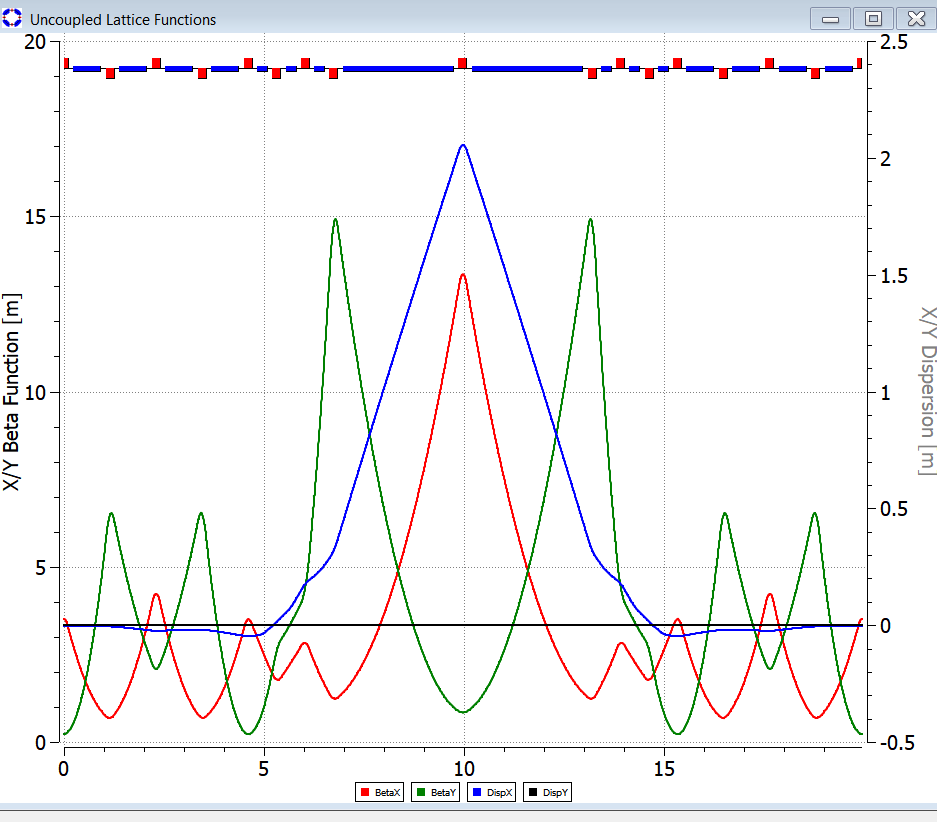 Uncoupled Lattice Functions
20
15
10
5
0
X/Y Beta Function [m]
2.5
2
1.5
1
0.5
0
-0.5
X/Y Dispersion [m]
0 5 10 15
BetaX BetaY DispX DispY